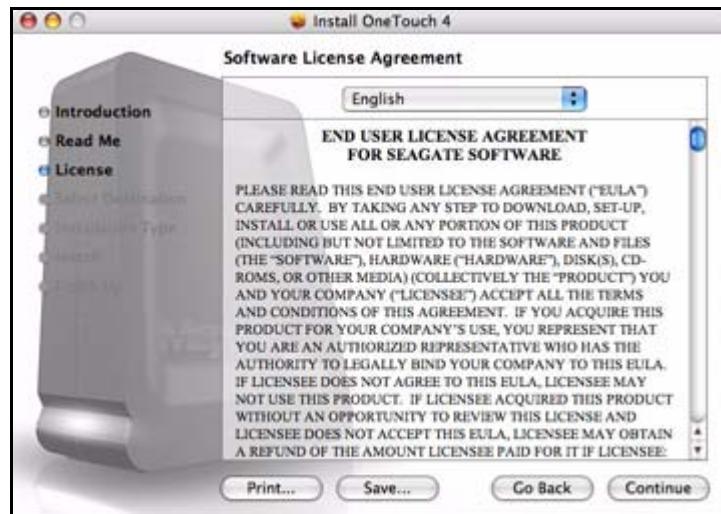 Install OneTouch 4
Software License Agreement
English
Introduction
Read Me
License
Select Destination
Installation Type
Install
Finish Up
END USER LICENSE AGREEMENT
FOR SEAGATE SOFTWARE
PLEASE READ THIS END USER LICENSE AGREEMENT (“EULA”)
CAREFULLY. BY TAKING ANY STEP TO DOWNLOAD, SET-UP,
INSTALL OR USE ALL OR ANY PORTION OF THIS PRODUCT
(INCLUDING BUT NOT LIMITED TO THE SOFTWARE AND FILES
(THE “SOFTWARE”), HARDWARE (“HARDWARE”), DISK(S), CD-
ROMS, OR OTHER MEDIA) (COLLECTIVELY THE “PRODUCT”) YOU
AND YOUR COMPANY (“LICENSEE”) ACCEPT ALL THE TERMS
AND CONDITIONS OF THIS AGREEMENT. IF YOU ACQUIRE THIS
PRODUCT FOR YOUR COMPANY’S USE, YOU REPRESENT THAT
YOU ARE AN AUTHORIZED REPRESENTATIVE WHO HAS THE
AUTHORITY TO LEGALLY BIND YOUR COMPANY TO THIS EULA.
IF LICENSEE DOES NOT AGREE TO THIS EULA, LICENSEE MAY
NOT USE THIS PRODUCT. IF LICENSEE ACQUIRED THIS PRODUCT
WITHOUT AN OPPORTUNITY TO REVIEW THIS LICENSE AND
LICENSEE DOES NOT ACCEPT THIS EULA, LICENSEE MAY OBTAIN
A REFUND OF THE AMOUNT LICENSEE PAID FOR IT IF LICENSEE:
Print...
Save...
Go Back
Continue